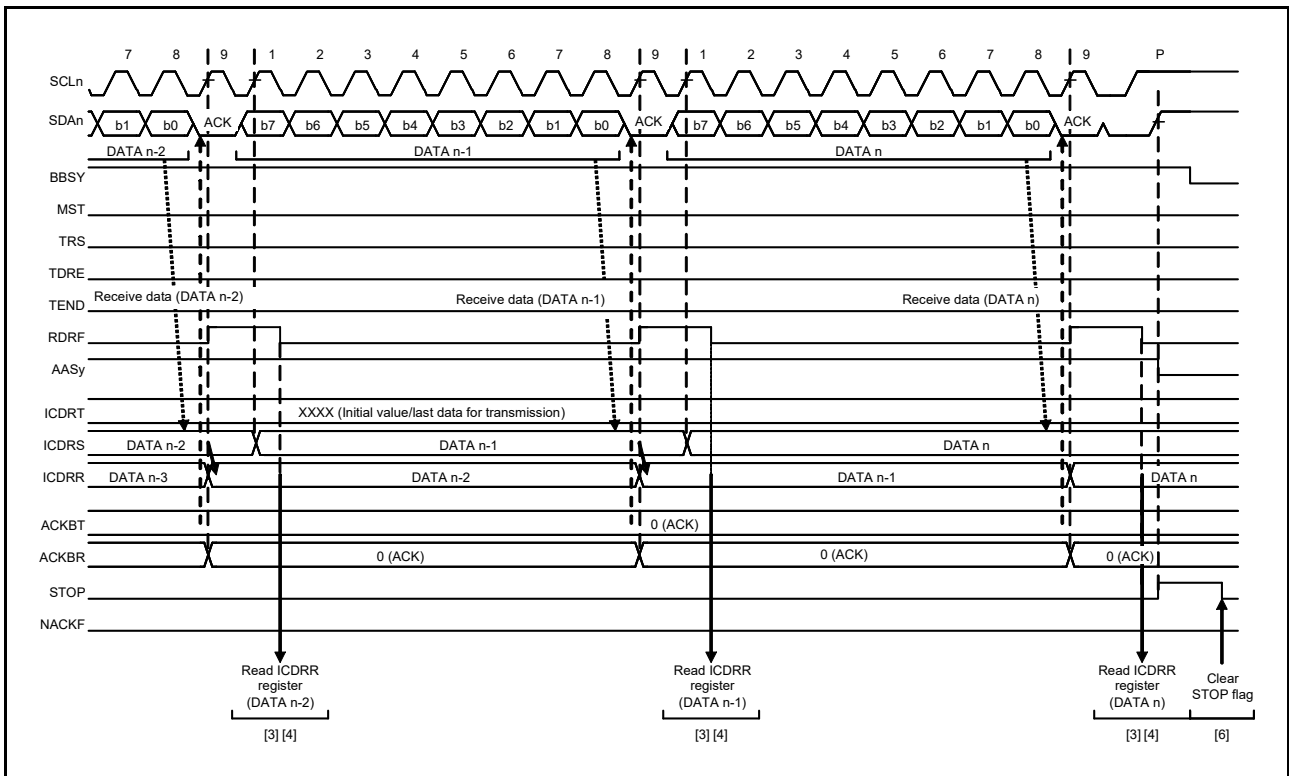 7 8 9 1 2 3 4 5 6 7 8 9 1 2 3 4 5 6 7 8 9 P
SCLn
SDAn b1 b0 ACK b7 b6 b5 b4 b3 b2 b1 b0 ACK b7 b6 b5 b4 b3 b2 b1 b0 ACK
DATA n-2 DATA n-1 DATA n
BBSY
MST
TRS
TDRE
Receive data (DATA n-2) Receive data (DATA n-1) Receive data (DATA n)
TEND
RDRF
AASy
ICDRT XXXX (Initial value/last data for transmission)
ICDRS DATA n-2 DATA n-1 DATA n
ICDRR DATA n-3 DATA n-2 DATA n-1 DATA n
ACKBT 0 (ACK)
ACKBR 0 (ACK) 0 (ACK) 0 (ACK)
STOP
NACKF
Read ICDRR
register
(DATA n-2)
[3] [4]
Read ICDRR
register
(DATA n-1)
[3] [4]
Read ICDRR
register
(DATA n)
[3] [4]
Clear
STOP flag
[6]